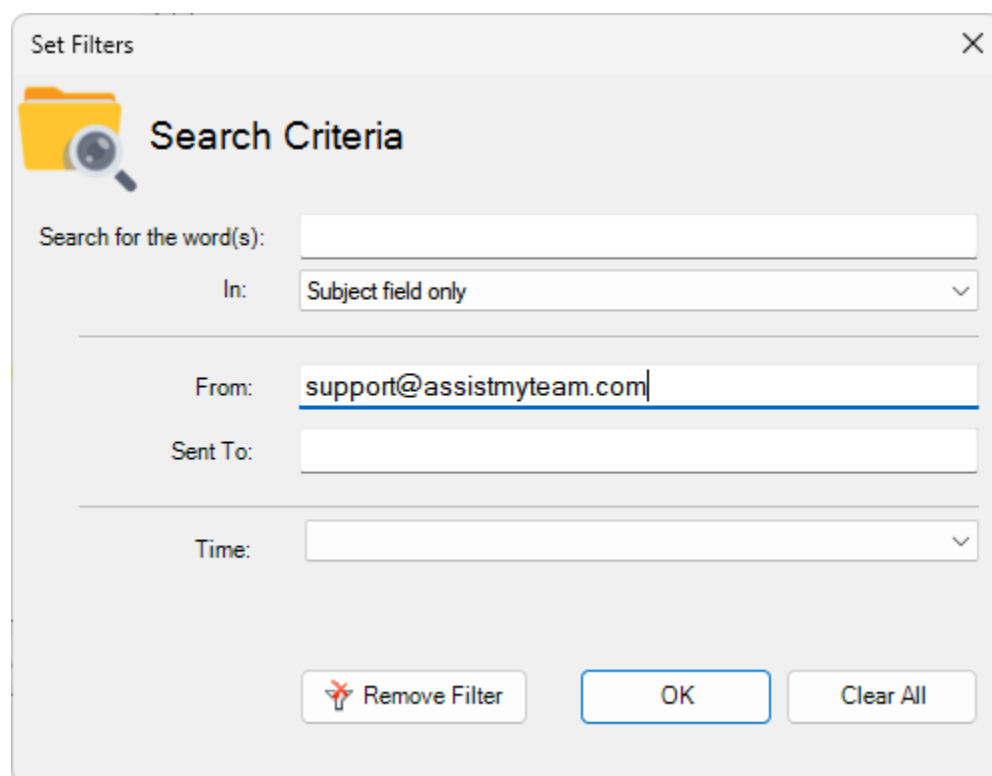 Set Filters
Search Criteria
Search for the word(s):
In: Subject field only
From: support@assistmyteam.com
Sent To:
Time:
Remove Filter OK Clear All